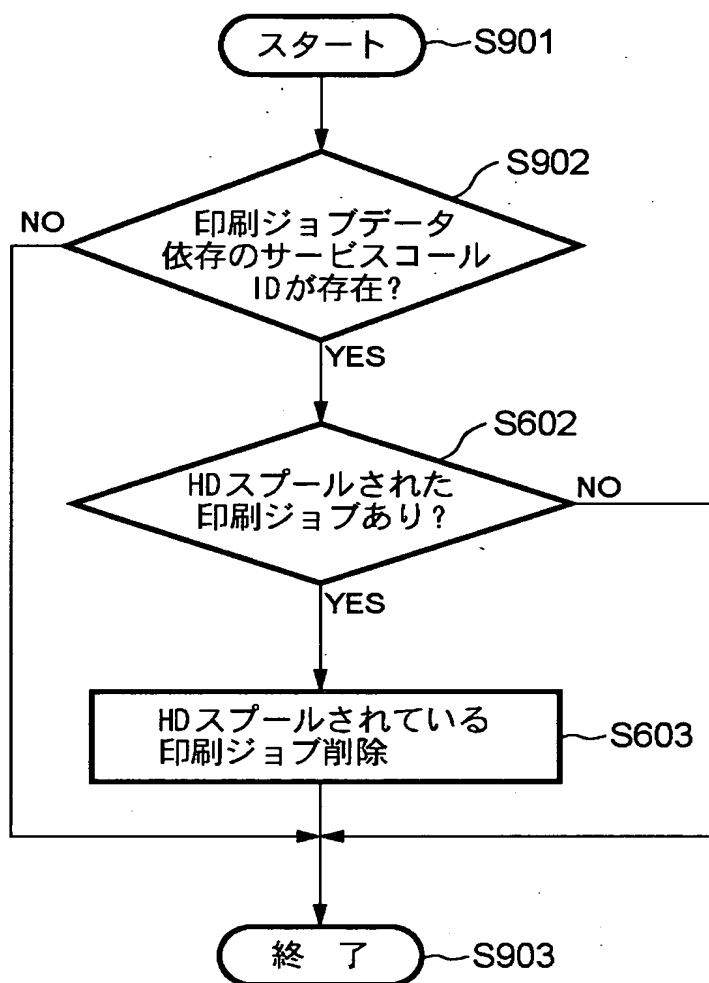 スタート
S901
S902
NO
印刷ジョブデータ
依存のサービスコール
IDが存在?
YES
S602
HDスプールされた
印刷ジョブあり?
NO
YES
HDスプールされている
印刷ジョブ削除
S603
終 了
S903